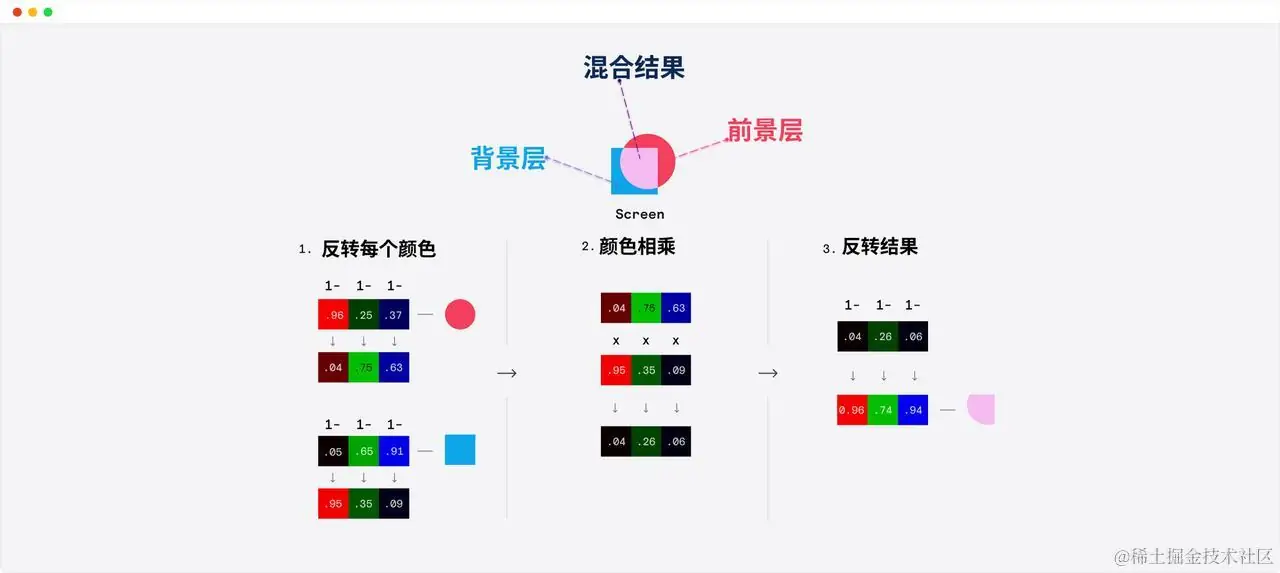 混合结果
前景层
背景层
Screen
1. 反转每个颜色
1- 1- 1-
.96 .25 .37
↓ ↓ ↓
.04 .75 .63
1- 1- 1-
.05 .65 .91
↓ ↓ ↓
.95 .35 .09
→
2. 颜色相乘
.04 .75 .63
x x x
.95 .35 .09
↓ ↓ ↓
.04 .26 .06
→
3. 反转结果
1- 1- 1-
.04 .26 .06
↓ ↓ ↓
0.96 .74 .94
@稀土掘金技术社区